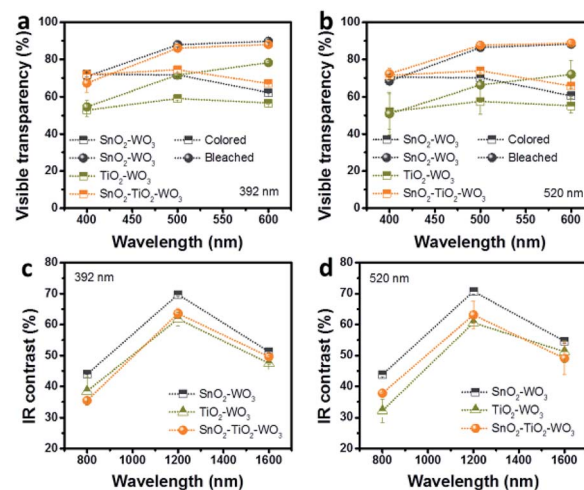 a
Visible transparency (%)
100
80
60
40
20
0
SnO2-WO3
Colored
SnO2-WO3
Bleached
TiO2-WO3
SnO2-TiO2-WO3
392 nm
400 450 500 550 600
Wavelength (nm)
b
Visible transparency (%)
100
80
60
40
20
0
SnO2-WO3
Colored
SnO2-WO3
Bleached
TiO2-WO3
SnO2-TiO2-WO3
520 nm
400 450 500 550 600
Wavelength (nm)
c
392 nm
IR contrast (%)
80
70
60
50
40
30
20
SnO2-WO3
TiO2-WO3
SnO2-TiO2-WO3
800 1000 1200 1400 1600
Wavelength (nm)
d
520 nm
IR contrast (%)
80
70
60
50
40
30
20
SnO2-WO3
TiO2-WO3
SnO2-TiO2-WO3
800 1000 1200 1400 1600
Wavelength (nm)